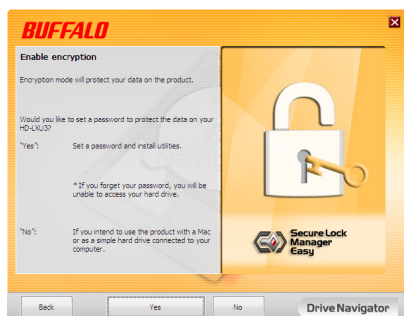 BUFFALO
Enable encryption
Encryption mode will protect your data on the product.
Would you like to set a password to protect the data on your
HD-LXU3?
"Yes": Set a password and install utilities.
* If you forget your password, you will be
unable to access your hard drive.
"No": If you intend to use the product with a Mac
or as a simple hard drive connected to your
computer.
Secure Lock
Manager
Easy
Back Yes No DriveNavigator